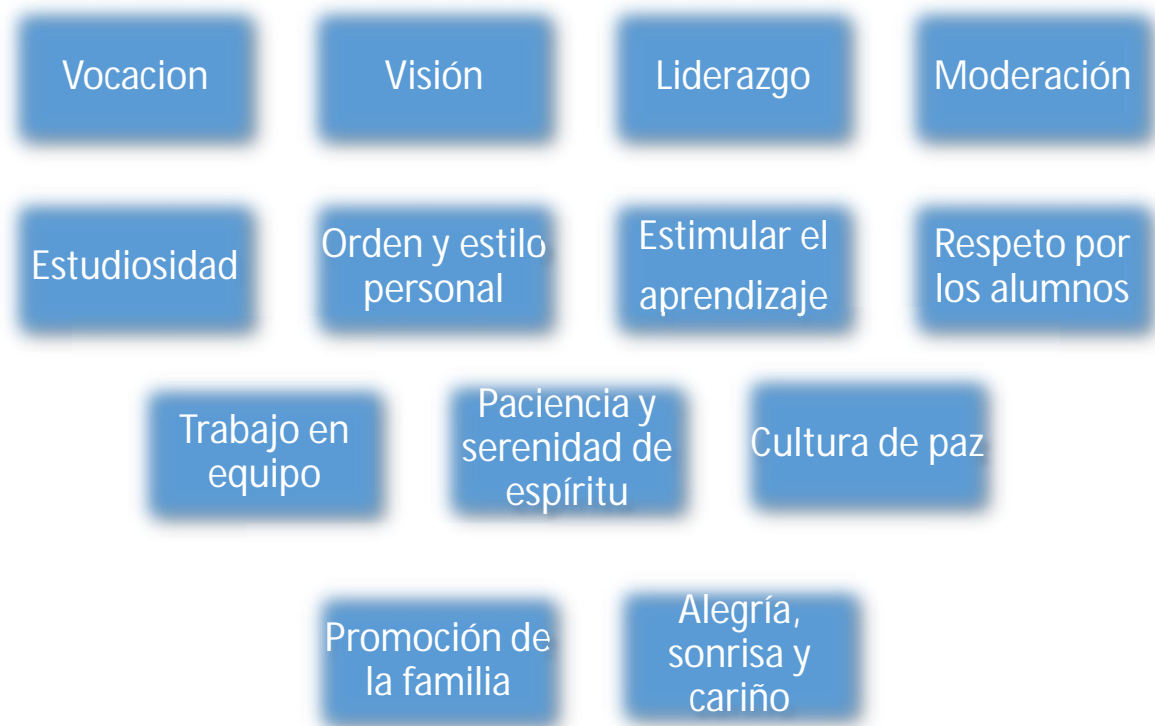 Vocacion
Visión
Liderazgo
Moderación
Estudiosidad
Orden y estilo
personal
Estimular el
aprendizaje
Respeto por
los alumnos
Trabajo en
equipo
Paciencia y
serenidad de
espíritu
Cultura de paz
Promoción de
la familia
Alegría,
sonrisa y
cariño